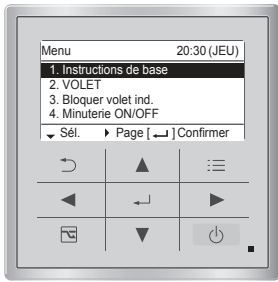 Menu 20:30 (JEU)
1. Instructions de base
2. VOLET
3. Bloquer volet ind.
4. Minuterie ON/OFF
Sél. Page [ ] Confirmer